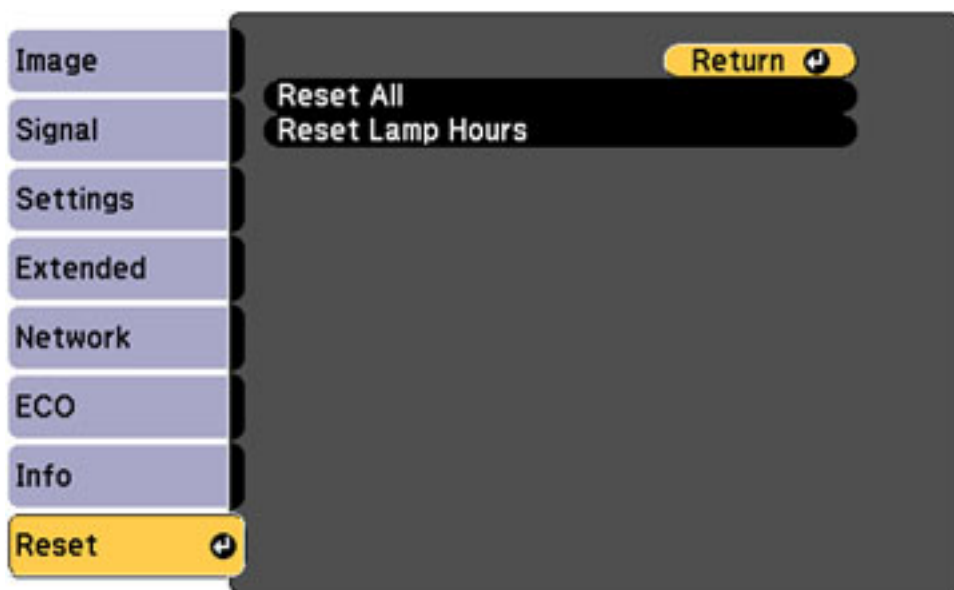 Image
Signal
Settings
Extended
Network
ECO
Info
Reset
Return
Reset All
Reset Lamp Hours